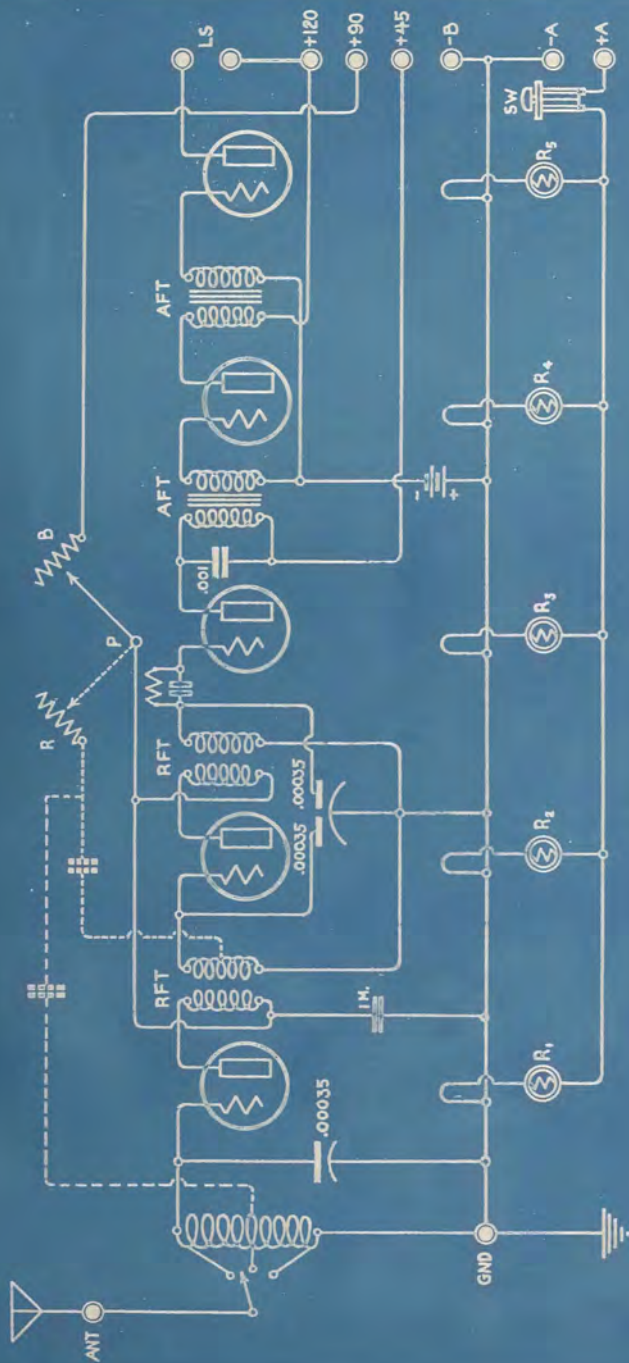 R
B
P
ANT
RFT
RFT
AFT
AFT
LS
+120
+90
+45
.001
.00035
.00035
.00035
1 M.
-B
GND
-A
SW
+A
R₁
R₂
R₃
R₄
R₅